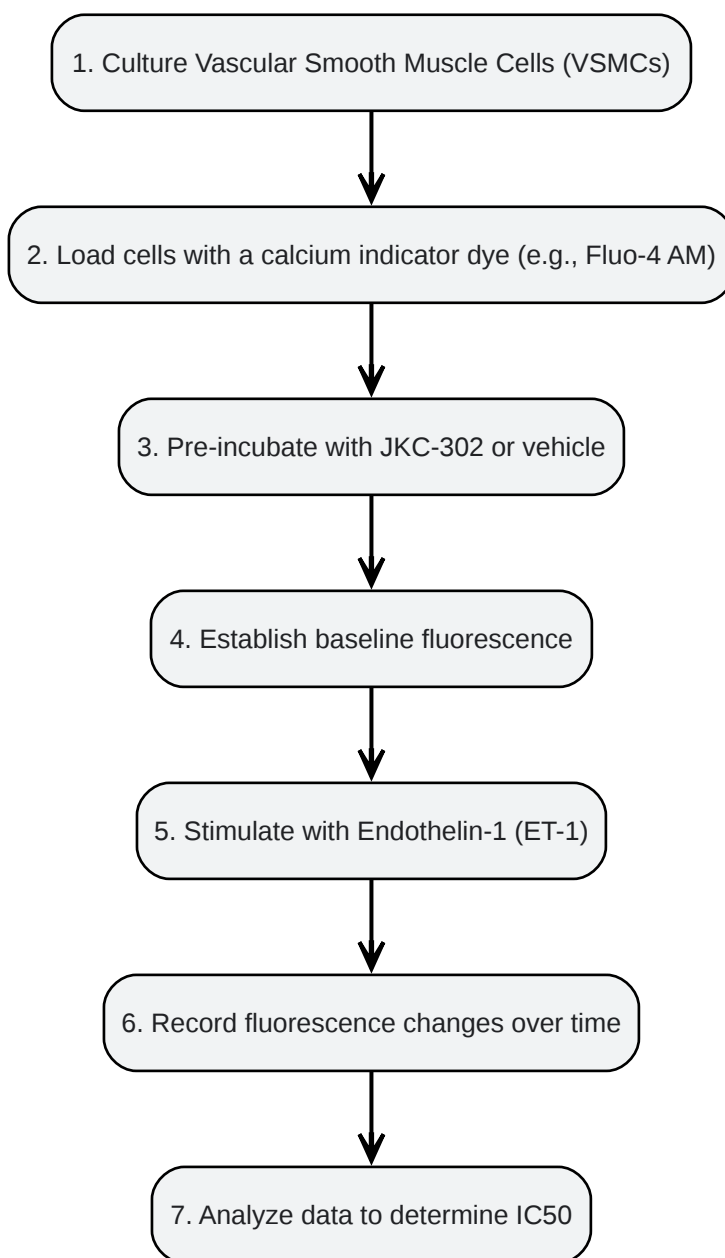 1. Culture Vascular Smooth Muscle Cells (VSMCs)
2. Load cells with a calcium indicator dye (e.g., Fluo-4 AM)
3. Pre-incubate with JKC-302 or vehicle
4. Establish baseline fluorescence
5. Stimulate with Endothelin-1 (ET-1)
6. Record fluorescence changes over time
7. Analyze data to determine IC50